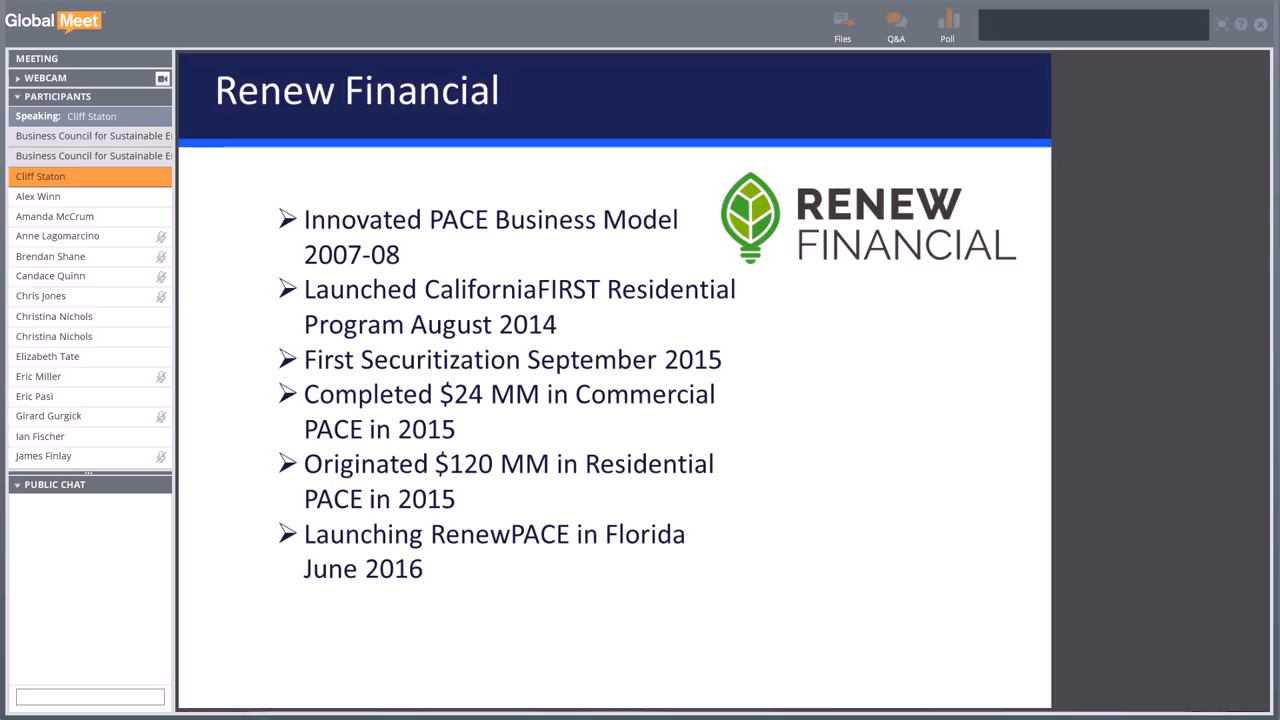 Global Meet
Files
Q&A
Poll
MEETING
WEBCAM
PARTICIPANTS
Speaking: Cliff Staton
Business Council for Sustainable E
Business Council for Sustainable E
Cliff Staton
Alex Winn
Amanda McCrum
Anne Lagomarcino
Brendan Shane
Candace Quinn
Chris Jones
Christina Nichols
Christina Nichols
Elizabeth Tate
Eric Miller
Eric Pasi
Girard Gurgick
Ian Fischer
James Finlay
PUBLIC CHAT
Renew Financial
RENEW
FINANCIAL
➢ Innovated PACE Business Model
2007-08
➢ Launched CaliforniaFIRST Residential
Program August 2014
➢ First Securitization September 2015
➢ Completed $24 MM in Commercial
PACE in 2015
➢ Originated $120 MM in Residential
PACE in 2015
➢ Launching RenewPACE in Florida
June 2016